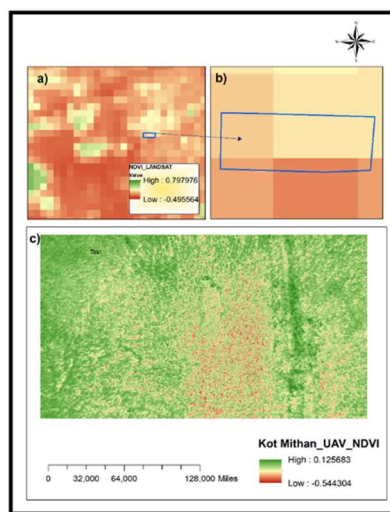 N
W
E
S
a)
b)
NDVI_LANDSAT
Value
High : 0.797976
Low : -0.495564
c)
Text
Kot Mithan_UAV_NDVI
High : 0.125683
Low : -0.544304
0 32,000 64,000 128,000 Miles